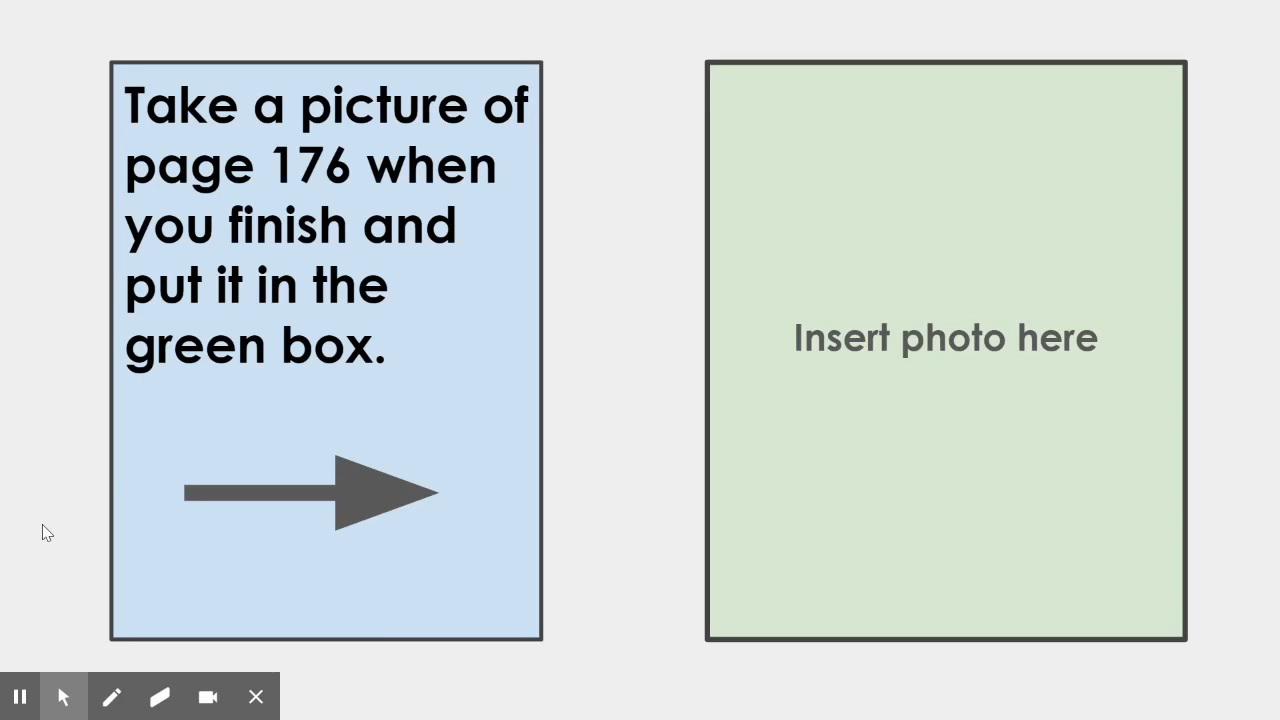 Take a picture of
page 176 when
you finish and
put it in the
green box.
Insert photo here